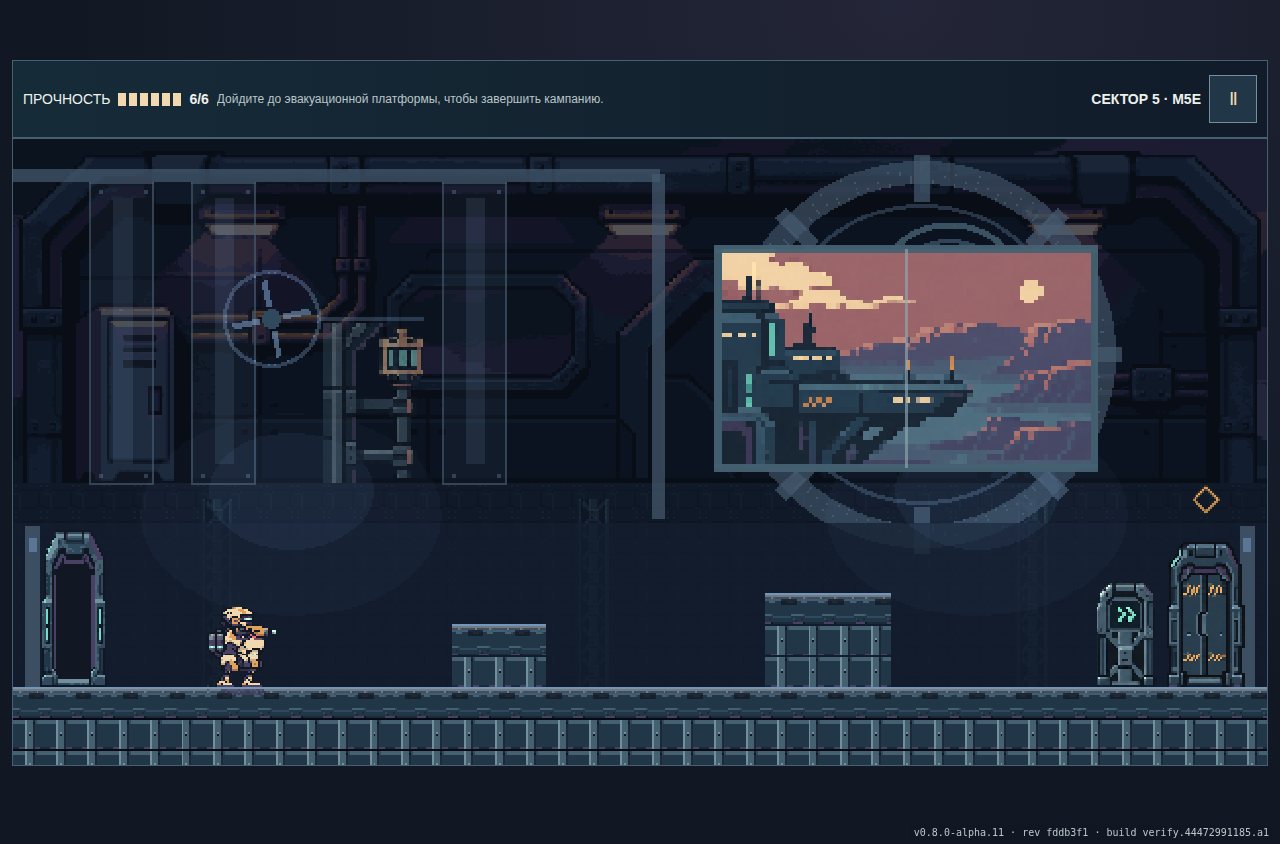 ПРОЧНОСТЬ 6/6 Дойдите до эвакуационной платформы, чтобы завершить кампанию. СЕКТОР 5 · M5E
v0.8.0-alpha.11 · rev fddb3f1 · build verify.44472991185.a1